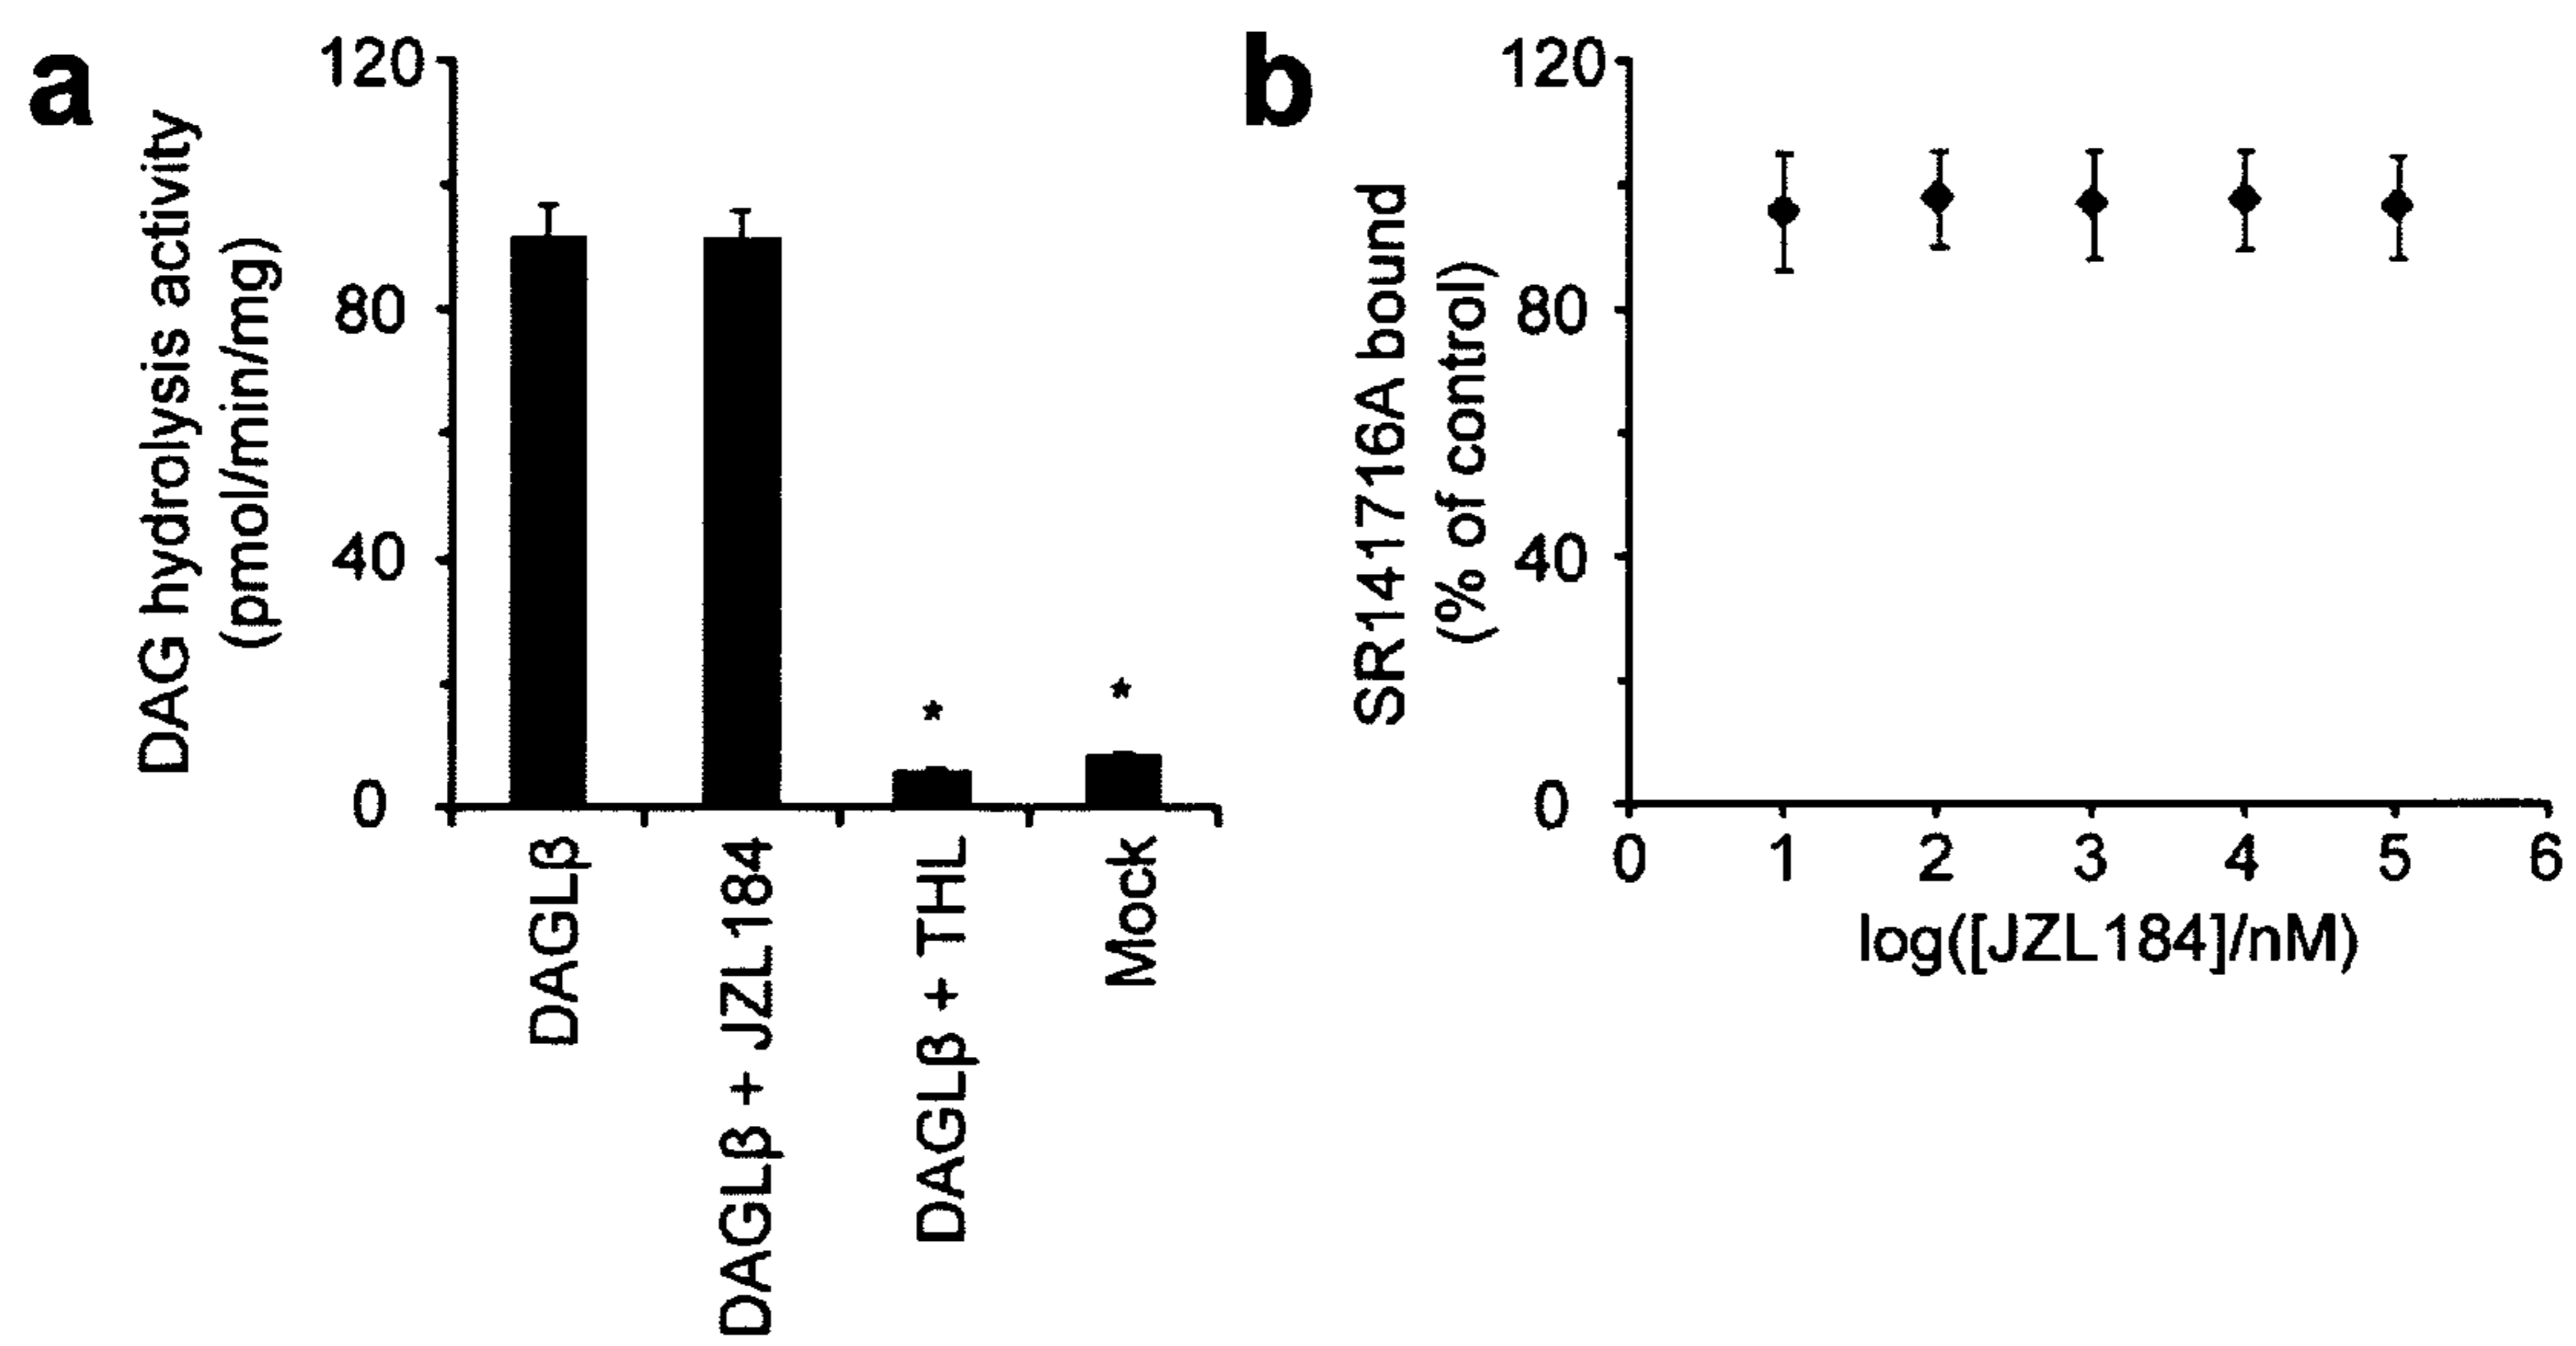 a
DAG hydrolysis activity
(pmol/min/mg)
120
80
40
0
*
*
DAGLβ
DAGLβ + JZL184
DAGLβ + THL
Mock
b
SR141716A bound
(% of control)
120
80
40
0
0 1 2 3 4 5 6
log([JZL184]/nM)